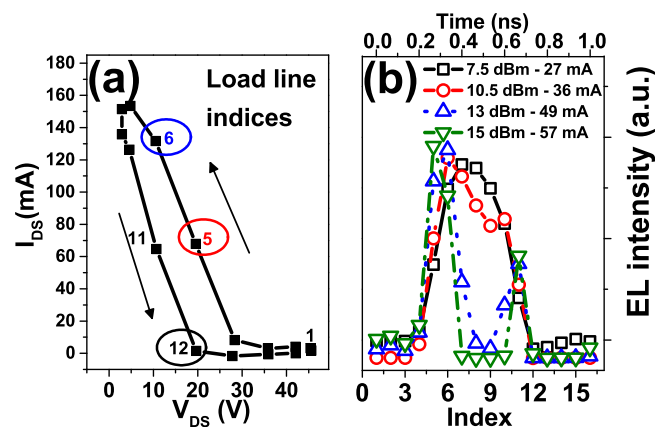 (a)
Load line
indices
6
5
11
12
1
180
160
140
120
100
80
60
40
20
0
I_DS(mA)
0 10 20 30 40 50
V_DS (V)
Time (ns)
0.0 0.2 0.4 0.6 0.8 1.0
(b)
7.5 dBm - 27 mA
10.5 dBm - 36 mA
13 dBm - 49 mA
15 dBm - 57 mA
EL intensity (a.u.)
0 3 6 9 12 15
Index